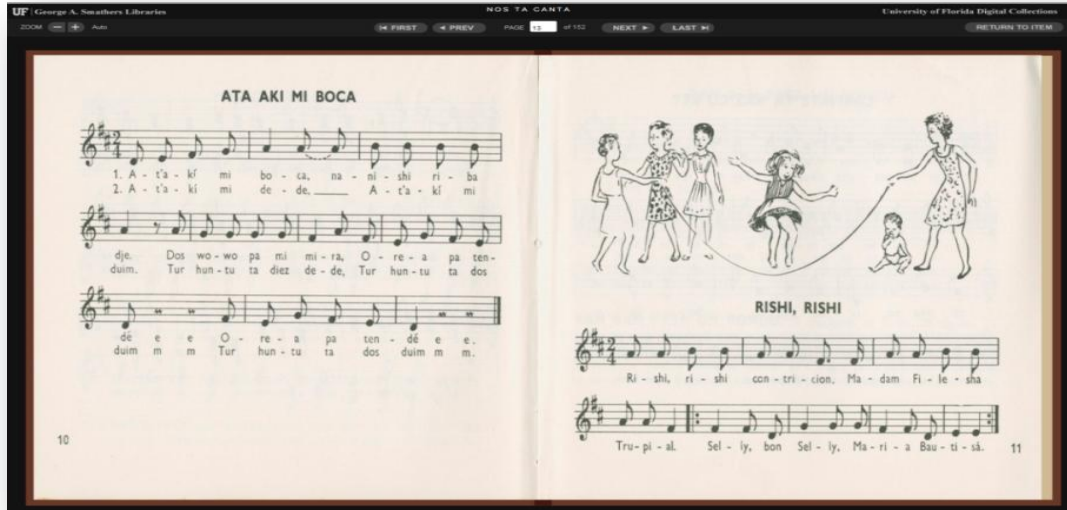 UF George A. Smathers Libraries
NOS TA CANTA
University of Florida Digital Collections
ZOOM Auto
FIRST PREV PAGE 13 of 152 NEXT LAST
RETURN TO ITEM
ATA AKI MI BOCA
1. A - t'a - kí mi bo - ca, na - ni - shi ri - ba
2. A - t'a - kí mi de - de, A - t'a - kí mi
dje. Dos wo - wo pa mi mi - ra, O - re - a pa ten-
duim. Tur hun - tu ta diez de - de, Tur hun - tu ta dos
dé e e O - re - a pa ten - dé e e.
duim m m Tur hun - tu ta dos duim m m.
10
RISHI, RISHI
Ri - shi, ri - shi con - tri - cion, Ma - dam Fi - le - sha
Tru - pi - al. Sel - ly, bon Sel - ly, Ma - ri - a Bau - ti - sá.
11